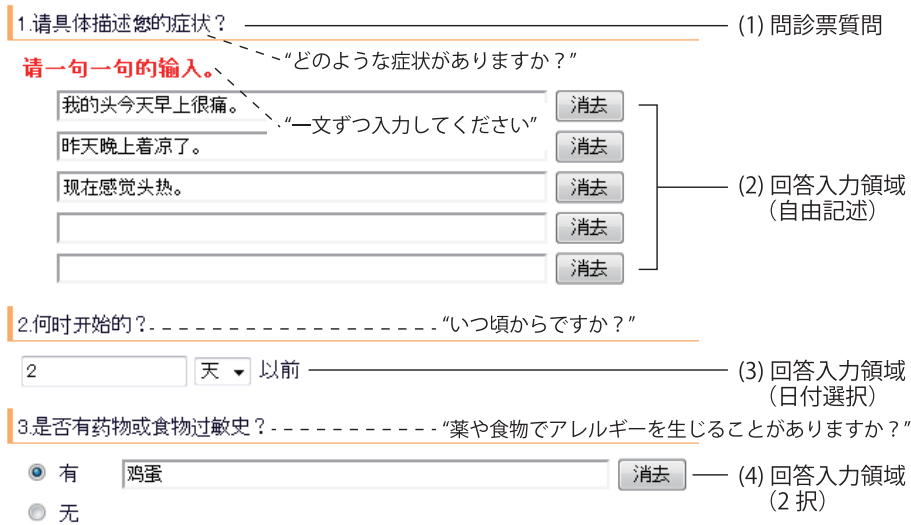 1.请具体描述您的症状？
(1) 問診票質問
“どのような症状がありますか？”
请一句一句的输入。
我的头今天早上很痛。
消去
“一文ずつ入力してください”
昨天晚上着凉了。
消去
现在感觉头热。
消去
(2) 回答入力領域
（自由記述）
消去
消去
2.何时开始的？
“いつ頃からですか？”
2
天
以前
(3) 回答入力領域
（日付選択）
3.是否有药物或食物过敏史？
“薬や食物でアレルギーを生じることがありますか？”
有
鸡蛋
消去
(4) 回答入力領域
（2 択）
无